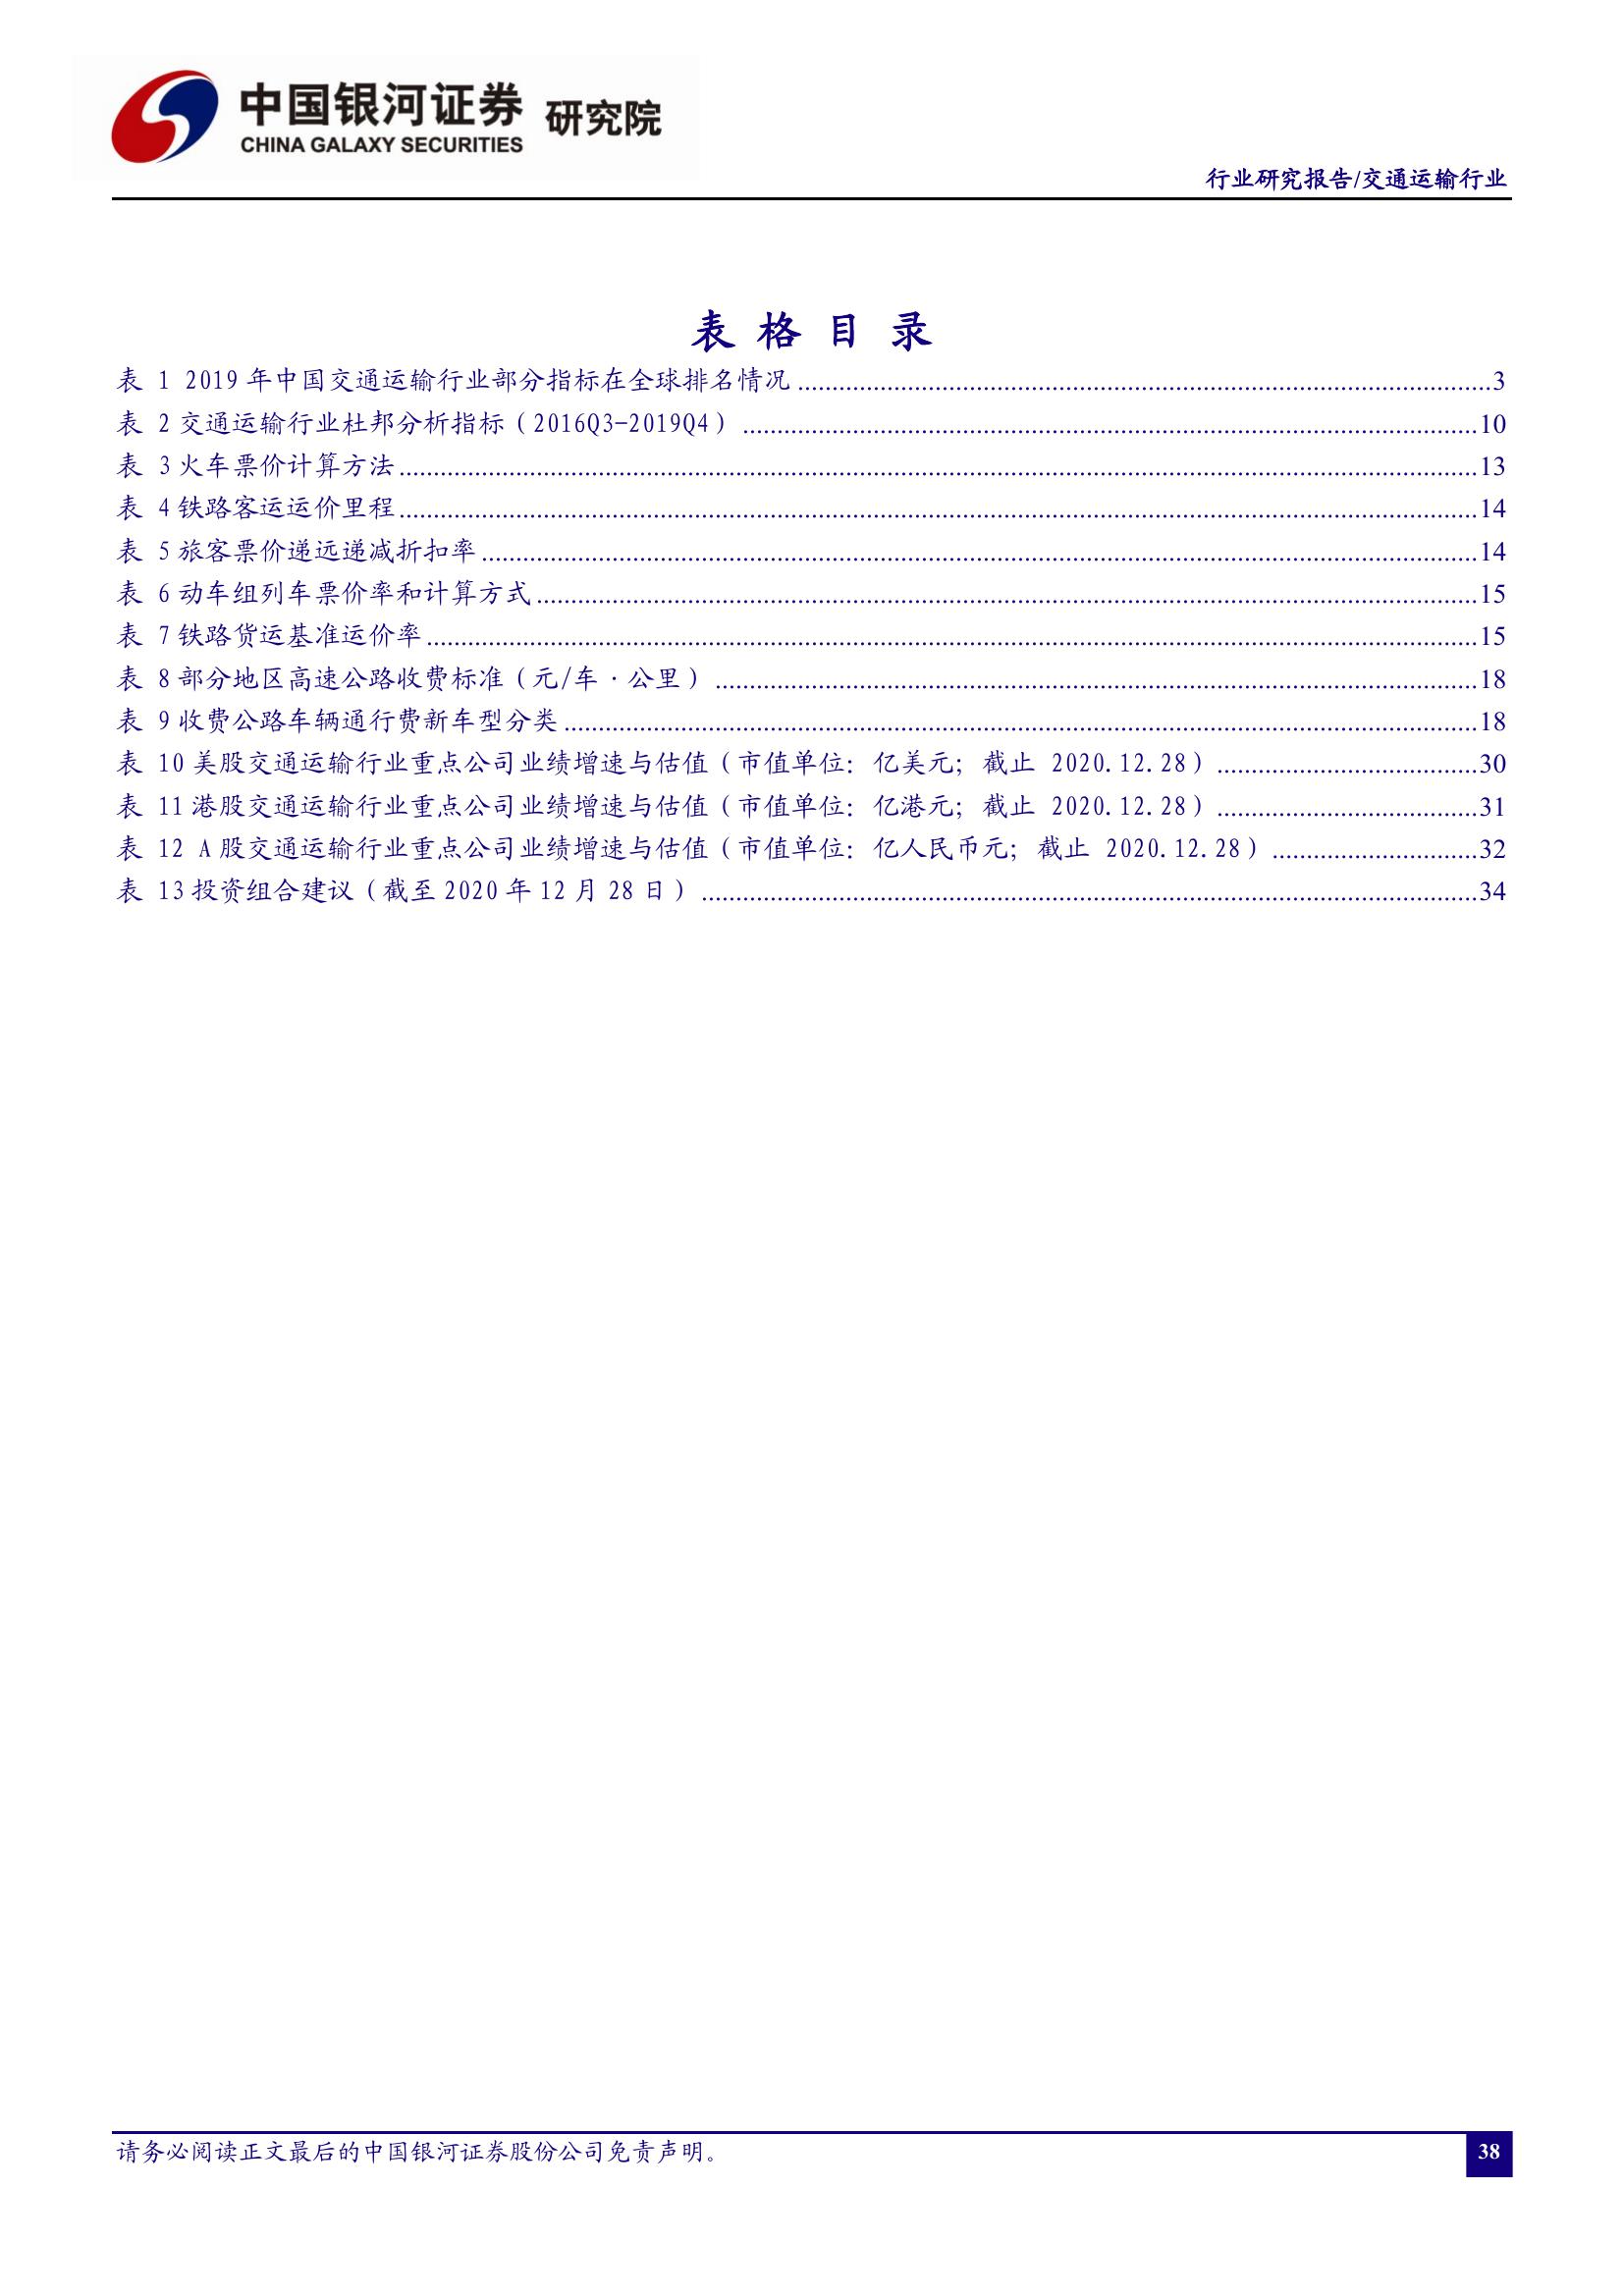 中国银河证券 研究院
CHINA GALAXY SECURITIES
行业研究报告/交通运输行业
表 格 目 录
表 1 2019 年中国交通运输行业部分指标在全球排名情况......3
表 2 交通运输行业杜邦分析指标（2016Q3-2019Q4）......10
表 3 火车票价计算方法......13
表 4 铁路客运运价里程......14
表 5 旅客票价递远递减折扣率......14
表 6 动车组列车票价率和计算方式......15
表 7 铁路货运基准运价率......15
表 8 部分地区高速公路收费标准（元/车·公里）......18
表 9 收费公路车辆通行费新车型分类......18
表 10 美股交通运输行业重点公司业绩增速与估值（市值单位：亿美元；截止 2020.12.28）......30
表 11 港股交通运输行业重点公司业绩增速与估值（市值单位：亿港元；截止 2020.12.28）......31
表 12 A 股交通运输行业重点公司业绩增速与估值（市值单位：亿人民币元；截止 2020.12.28）......32
表 13 投资组合建议（截至 2020 年 12 月 28 日）......34
请务必阅读正文最后的中国银河证券股份公司免责声明。
38